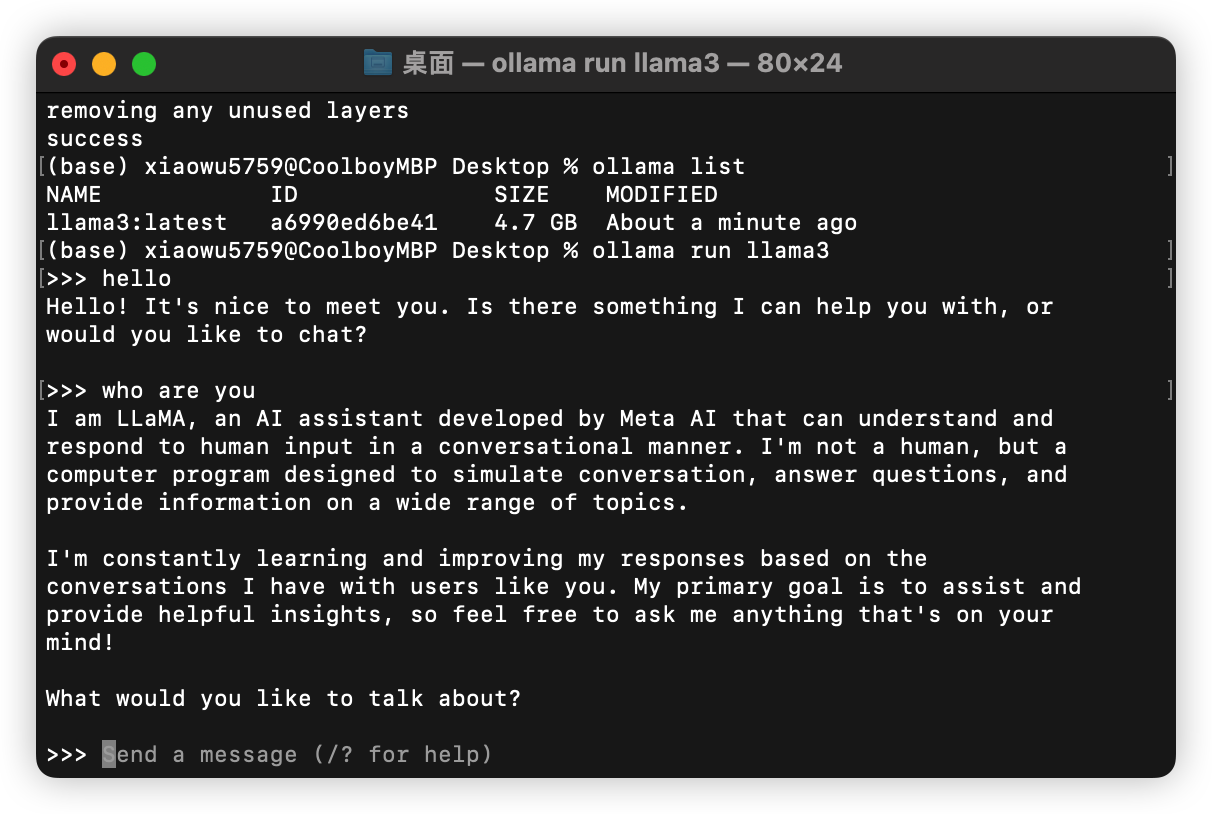 桌面 — ollama run llama3 — 80×24
removing any unused layers
success
[(base) xiaowu5759@CoolboyMBP Desktop % ollama list ]
NAME ID SIZE MODIFIED
llama3:latest a6990ed6be41 4.7 GB About a minute ago
[(base) xiaowu5759@CoolboyMBP Desktop % ollama run llama3 ]
[>>> hello ]
Hello! It's nice to meet you. Is there something I can help you with, or
would you like to chat?
[>>> who are you ]
I am LLaMA, an AI assistant developed by Meta AI that can understand and
respond to human input in a conversational manner. I'm not a human, but a
computer program designed to simulate conversation, answer questions, and
provide information on a wide range of topics.
I'm constantly learning and improving my responses based on the
conversations I have with users like you. My primary goal is to assist and
provide helpful insights, so feel free to ask me anything that's on your
mind!
What would you like to talk about?
>>> Send a message (/? for help)